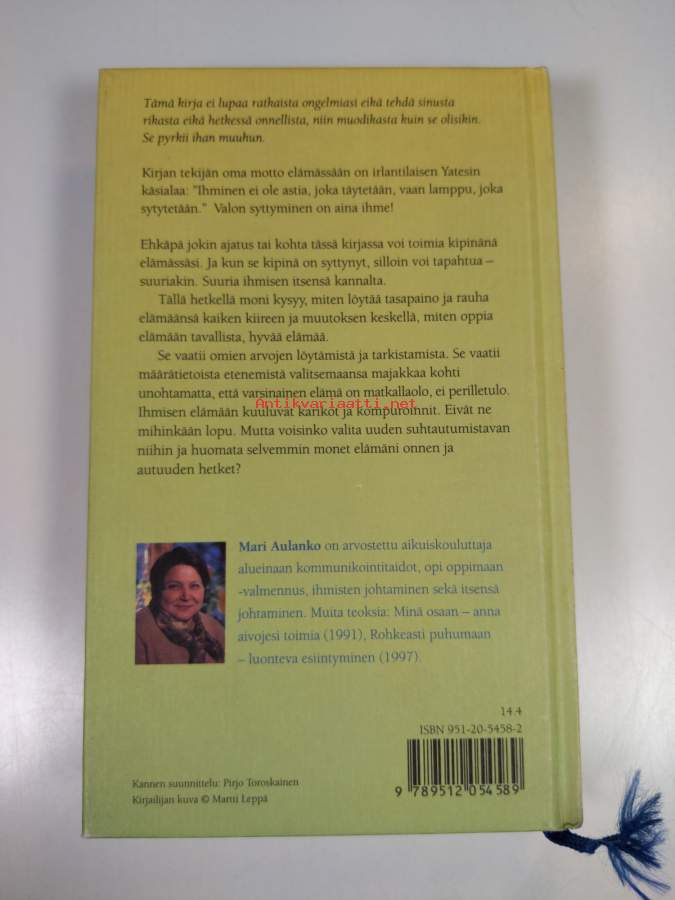 Tämä kirja ei lupaa ratkaista ongelmiasi eikä tehdä sinusta
rikasta eikä hetkessä onnellista, niin muodikasta kuin se olisikin.
Se pyrkii ihan muuhun.
Kirjan tekijän oma motto elämässään on irlantilaisen Yatesin
käsialaa: "Ihminen ei ole astia, joka täytetään, vaan lamppu, joka
sytytetään." Valon syttyminen on aina ihme!
Ehkäpä jokin ajatus tai kohta tässä kirjassa voi toimia kipinänä
elämässäsi. Ja kun se kipinä on syttynyt, silloin voi tapahtua –
suuriakin. Suuria ihmisen itsensä kannalta.
Tällä hetkellä moni kysyy, miten löytää tasapaino ja rauha
elämäänsä kaiken kiireen ja muutoksen keskellä, miten oppia
elämään tavallista, hyvää elämää.
Se vaatii omien arvojen löytämistä ja tarkistamista. Se vaatii
määrätietoista etenemistä valitsemaansa majakkaa kohti
unohtamatta, että varsinainen elämä on matkallaolo, ei perilletulo.
Antikvariaatti.net
Ihmisen elämään kuuluvat karikot ja kompuroinnit. Eivät ne
mihinkään lopu. Mutta voisinko valita uuden suhtautumistavan
niihin ja huomata selvemmin monet elämäni onnen ja
autuuden hetket?
Mari Aulanko on arvostettu aikuiskouluttaja
alueinaan kommunikointitaidot, opi oppimaan
-valmennus, ihmisten johtaminen sekä itsensä
johtaminen. Muita teoksia: Minä osaan – anna
aivojesi toimia (1991), Rohkeasti puhumaan
– luonteva esiintyminen (1997).
14.4
ISBN 951-20-5458-2
9 789512 054589
Kannen suunnittelu: Pirjo Toroskainen
Kirjailijan kuva © Martti Leppä